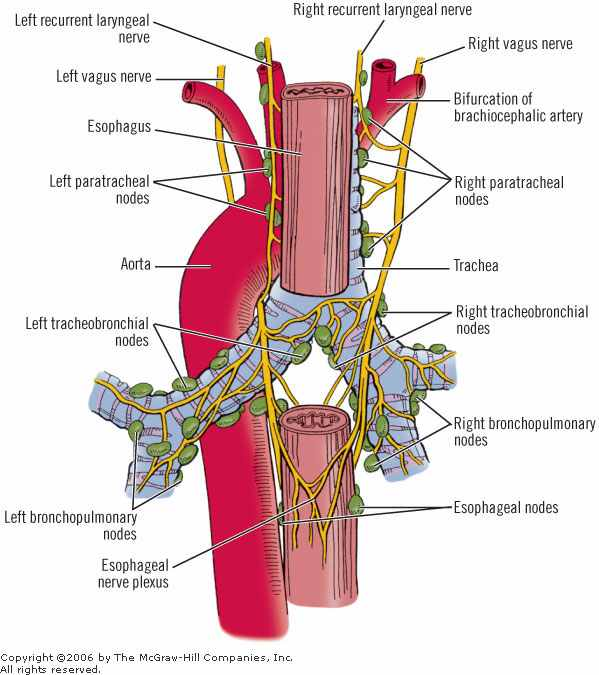 Left recurrent laryngeal
nerve
Right recurrent laryngeal
nerve
Right vagus nerve
Left vagus nerve
Bifurcation of
brachiocephalic artery
Esophagus
Left paratracheal
nodes
Right paratracheal
nodes
Aorta
Trachea
Left tracheobronchial
nodes
Right tracheobronchial
nodes
Right bronchopulmonary
nodes
Left bronchopulmonary
nodes
Esophageal nodes
Esophageal
nerve plexus
Copyright ©2006 by The McGraw-Hill Companies, Inc.
All rights reserved.